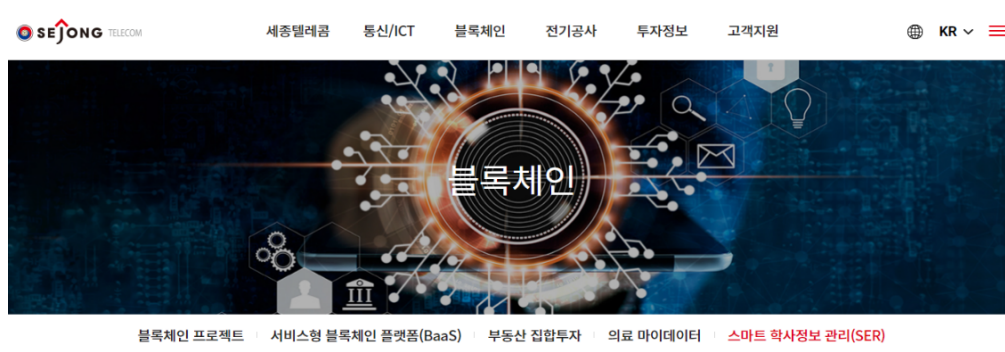 SEJONG TELECOM 세종텔레콤 통신/ICT 블록체인 전기공사 투자정보 고객지원 KR
블록체인
블록체인 프로젝트 서비스형 블록체인 플랫폼(BaaS) 부동산 집합투자 의료 마이데이터 스마트 학사정보 관리(SER)